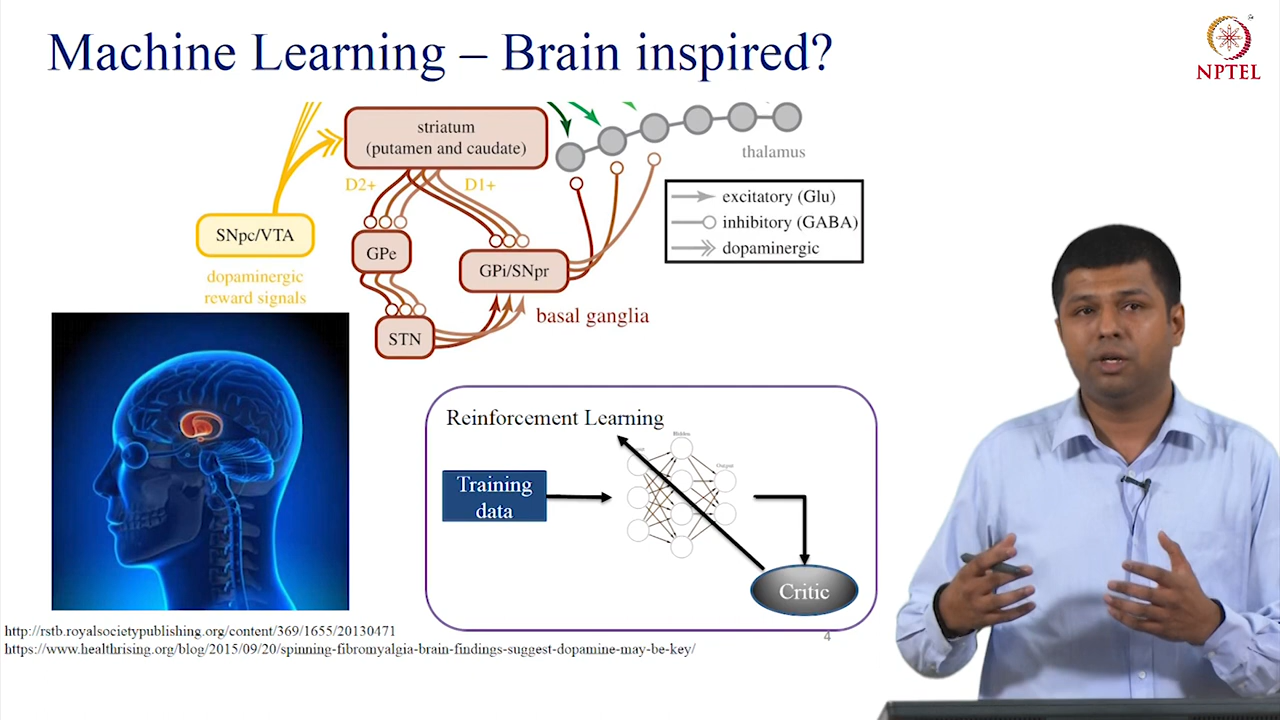 Machine Learning – Brain inspired?
NPTEL
striatum
(putamen and caudate)
thalamus
D2+
D1+
excitatory (Glu)
inhibitory (GABA)
dopaminergic
SNpc/VTA
GPe
GPi/SNpr
dopaminergic
reward signals
STN
basal ganglia
Reinforcement Learning
Hidden
Output
Training
data
Critic
http://rstb.royalsocietypublishing.org/content/369/1655/20130471
4
https://www.healthrising.org/blog/2015/09/20/spinning-fibromyalgia-brain-findings-suggest-dopamine-may-be-key/